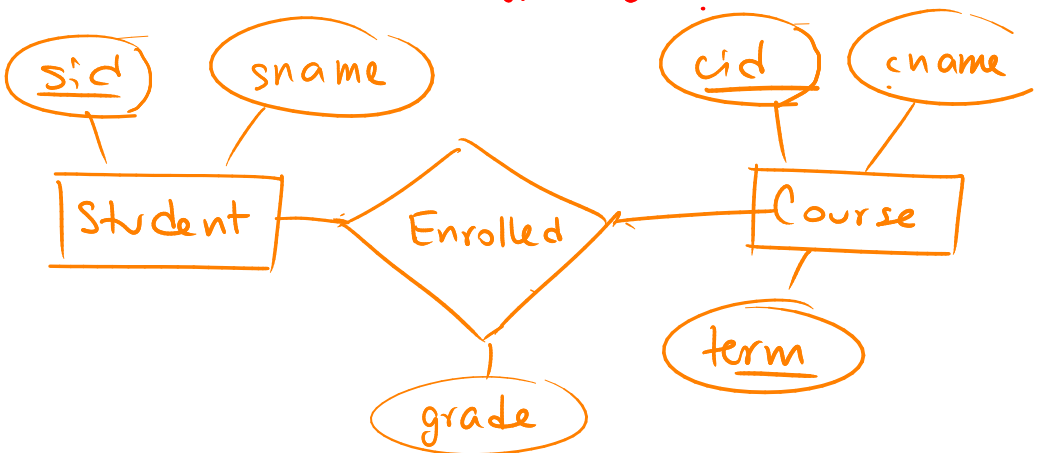 sid
sname
cid
cname
Student
Enrolled
Course
term
grade